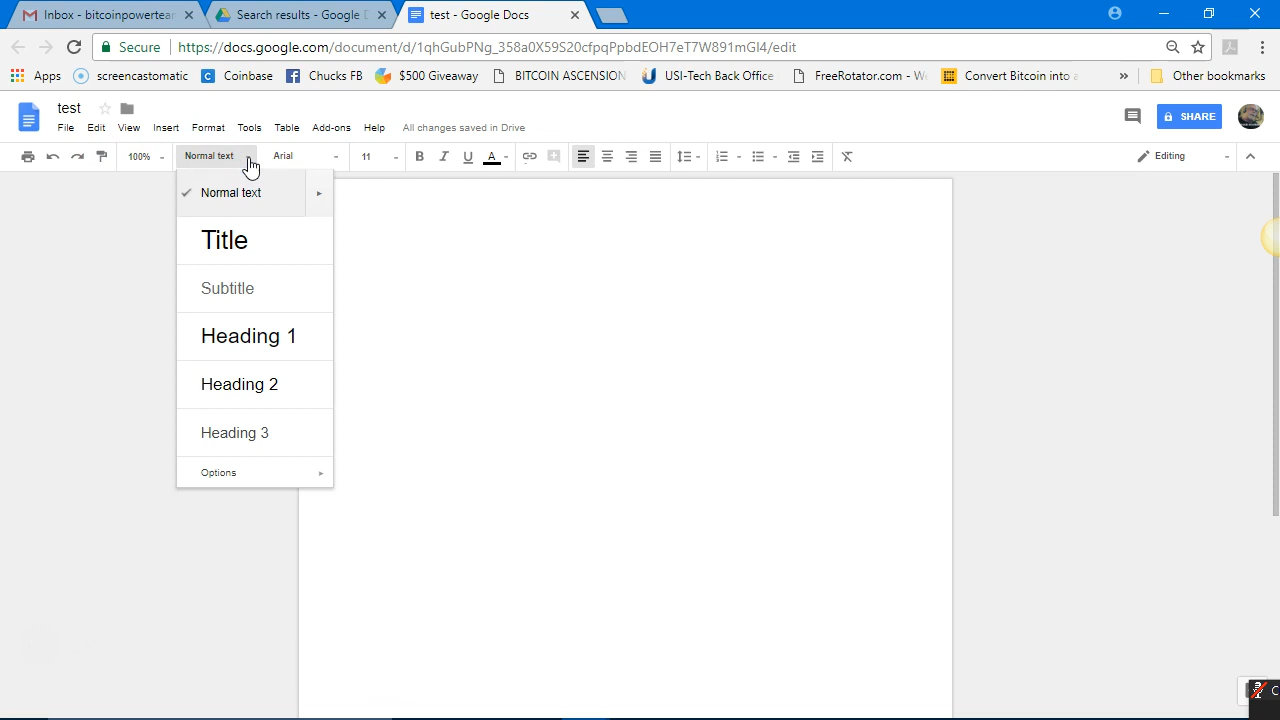 Inbox - bitcoinpowertear
Search results - Google D
test - Google Docs
Secure https://docs.google.com/document/d/1qhGubPNg_358a0X59S20cfpqPpbdEOH7eT7W891mGI4/edit
Apps screencastomatic Coinbase Chucks FB $500 Giveaway BITCOIN ASCENSION USI-Tech Back Office FreeRotator.com - W Convert Bitcoin into a » Other bookmarks
test
File Edit View Insert Format Tools Table Add-ons Help All changes saved in Drive
SHARE
100% Normal text Arial 11 B I U A Editing
Normal text
Title
Subtitle
Heading 1
Heading 2
Heading 3
Options
C